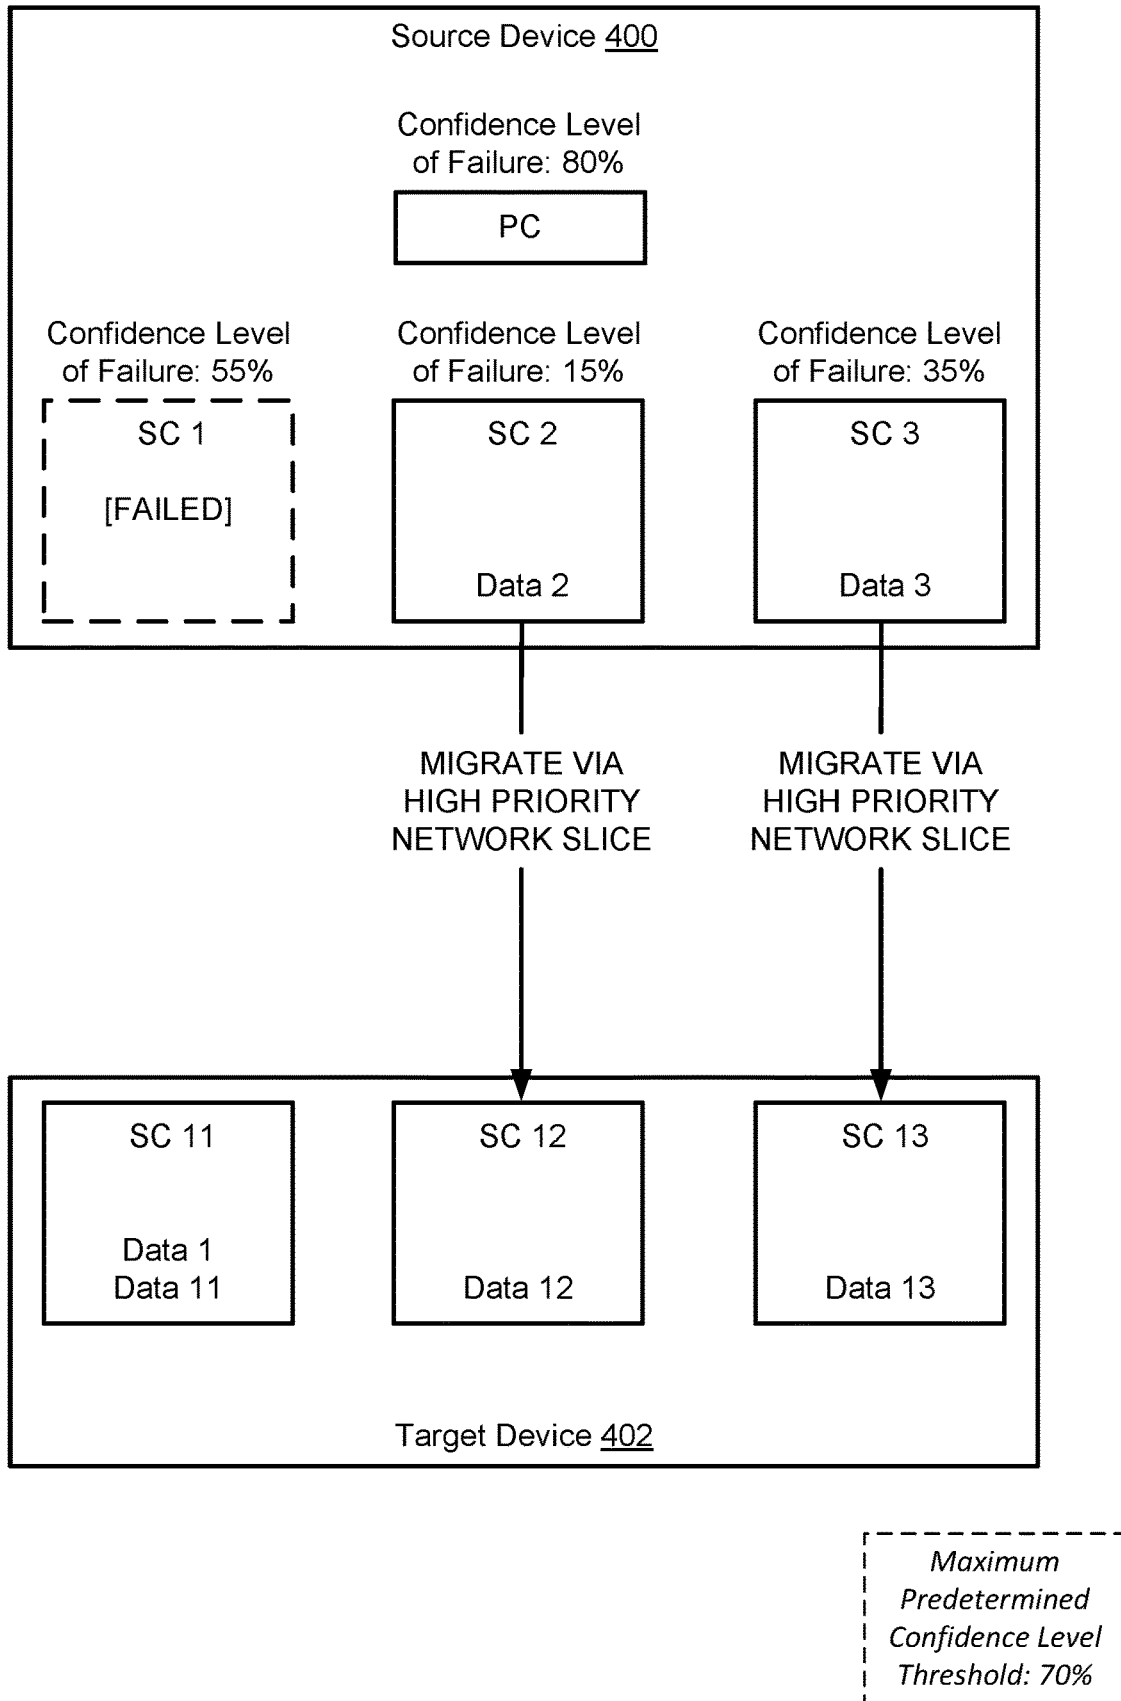 Source Device 400
Confidence Level
of Failure: 80%
PC
Confidence Level
of Failure: 55%
SC 1
[FAILED]
Confidence Level
of Failure: 15%
SC 2
Data 2
Confidence Level
of Failure: 35%
SC 3
Data 3
MIGRATE VIA
HIGH PRIORITY
NETWORK SLICE
MIGRATE VIA
HIGH PRIORITY
NETWORK SLICE
SC 11
Data 1
Data 11
SC 12
Data 12
SC 13
Data 13
Target Device 402
Maximum
Predetermined
Confidence Level
Threshold: 70%